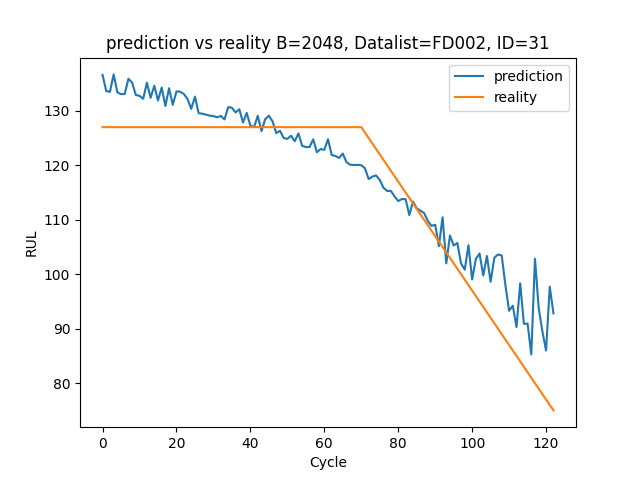 prediction vs reality B=2048, Datalist=FD002, ID=31
prediction
reality
RUL
130
120
110
100
90
80
0 20 40 60 80 100 120
Cycle